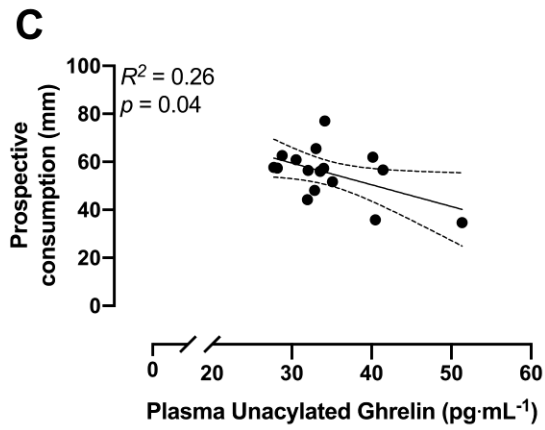 C
R² = 0.26
p = 0.04
Prospective
consumption (mm)
100
80
60
40
20
0
0
20
30
40
50
60
Plasma Unacylated Ghrelin (pg·mL⁻¹)